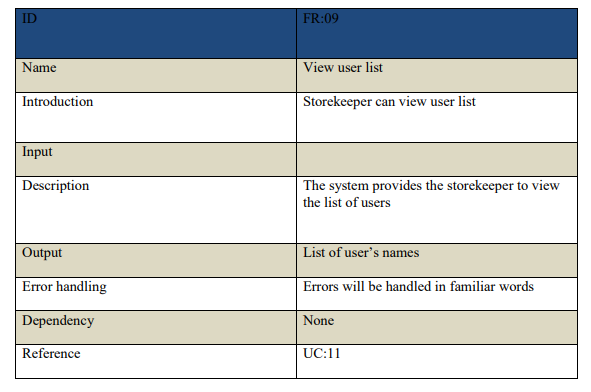 ID FR:09
Name View user list
Introduction Storekeeper can view user list
Input
Description The system provides the storekeeper to view
the list of users
Output List of user’s names
Error handling Errors will be handled in familiar words
Dependency None
Reference UC:11